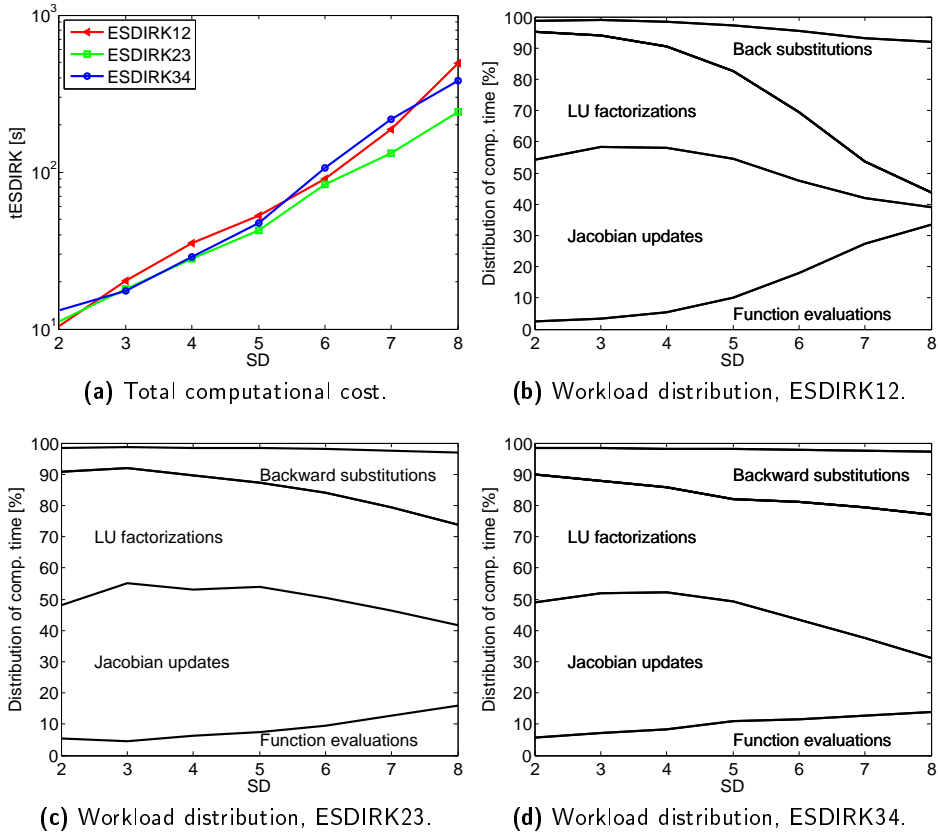 10^3
10^2
10^1
tESDIRK [s]
ESDIRK12
ESDIRK23
ESDIRK34
2 3 4 5 6 7 8
SD
(a) Total computational cost.
100
90
80
70
60
50
40
30
20
10
0
Distribution of comp. time [%]
Back substitutions
LU factorizations
Jacobian updates
Function evaluations
2 3 4 5 6 7 8
SD
(b) Workload distribution, ESDIRK12.
100
90
80
70
60
50
40
30
20
10
0
Distribution of comp. time [%]
Backward substitutions
LU factorizations
Jacobian updates
Function evaluations
2 3 4 5 6 7 8
SD
(c) Workload distribution, ESDIRK23.
100
90
80
70
60
50
40
30
20
10
0
Distribution of comp. time [%]
Backward substitutions
LU factorizations
Jacobian updates
Function evaluations
2 3 4 5 6 7 8
SD
(d) Workload distribution, ESDIRK34.